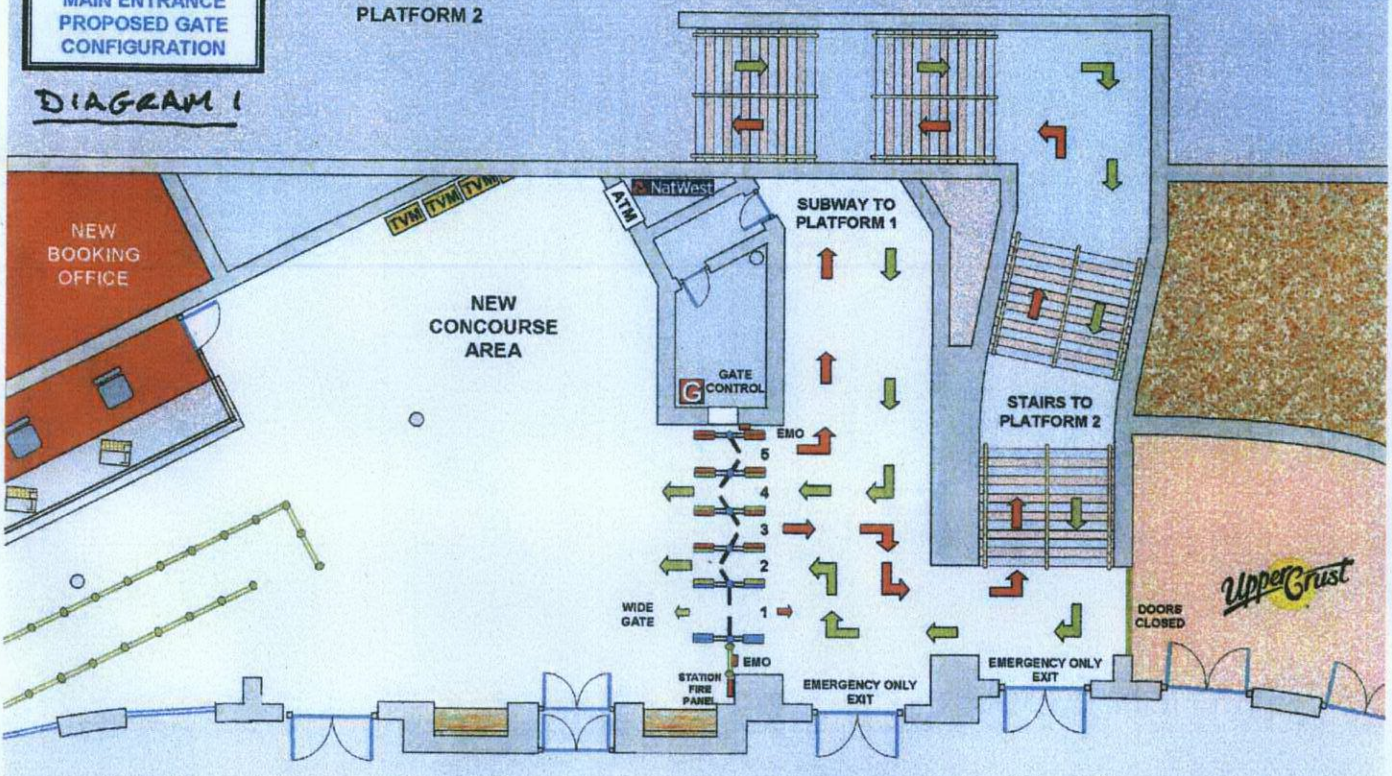 MAIN ENTRANCE
PROPOSED GATE
CONFIGURATION
DIAGRAM 1
PLATFORM 2
NEW
BOOKING
OFFICE
TVM
TVM
TVM
ATM
NatWest
SUBWAY TO
PLATFORM 1
NEW
CONCOURSE
AREA
G
GATE
CONTROL
STAIRS TO
PLATFORM 2
EMO
5
4
3
2
1
WIDE
GATE
EMO
STATION
FIRE
PANEL
EMERGENCY ONLY
EXIT
EMERGENCY ONLY
EXIT
DOORS
CLOSED
Upper Crust